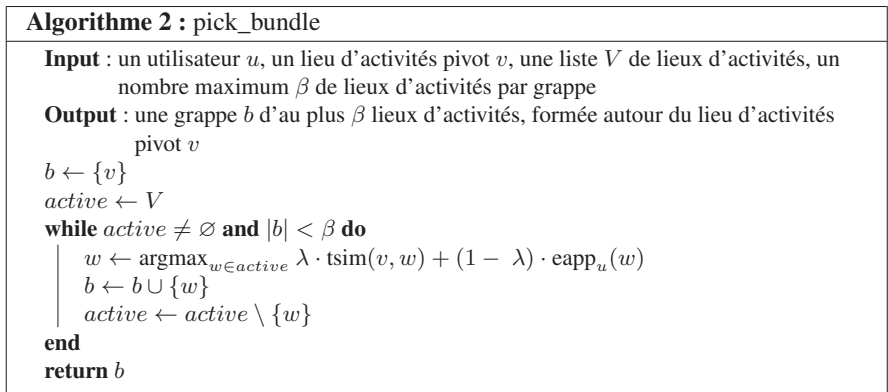 Algorithme 2 : pick_bundle
Input : un utilisateur u, un lieu d'activités pivot v, une liste V de lieux d'activités, un
nombre maximum β de lieux d'activités par grappe
Output : une grappe b d'au plus β lieux d'activités, formée autour du lieu d'activités
pivot v
b ← {v}
active ← V
while active ≠ ∅ and |b| < β do
w ← argmax_{w∈active} λ · tsim(v, w) + (1 − λ) · eapp_u(w)
b ← b ∪ {w}
active ← active \ {w}
end
return b